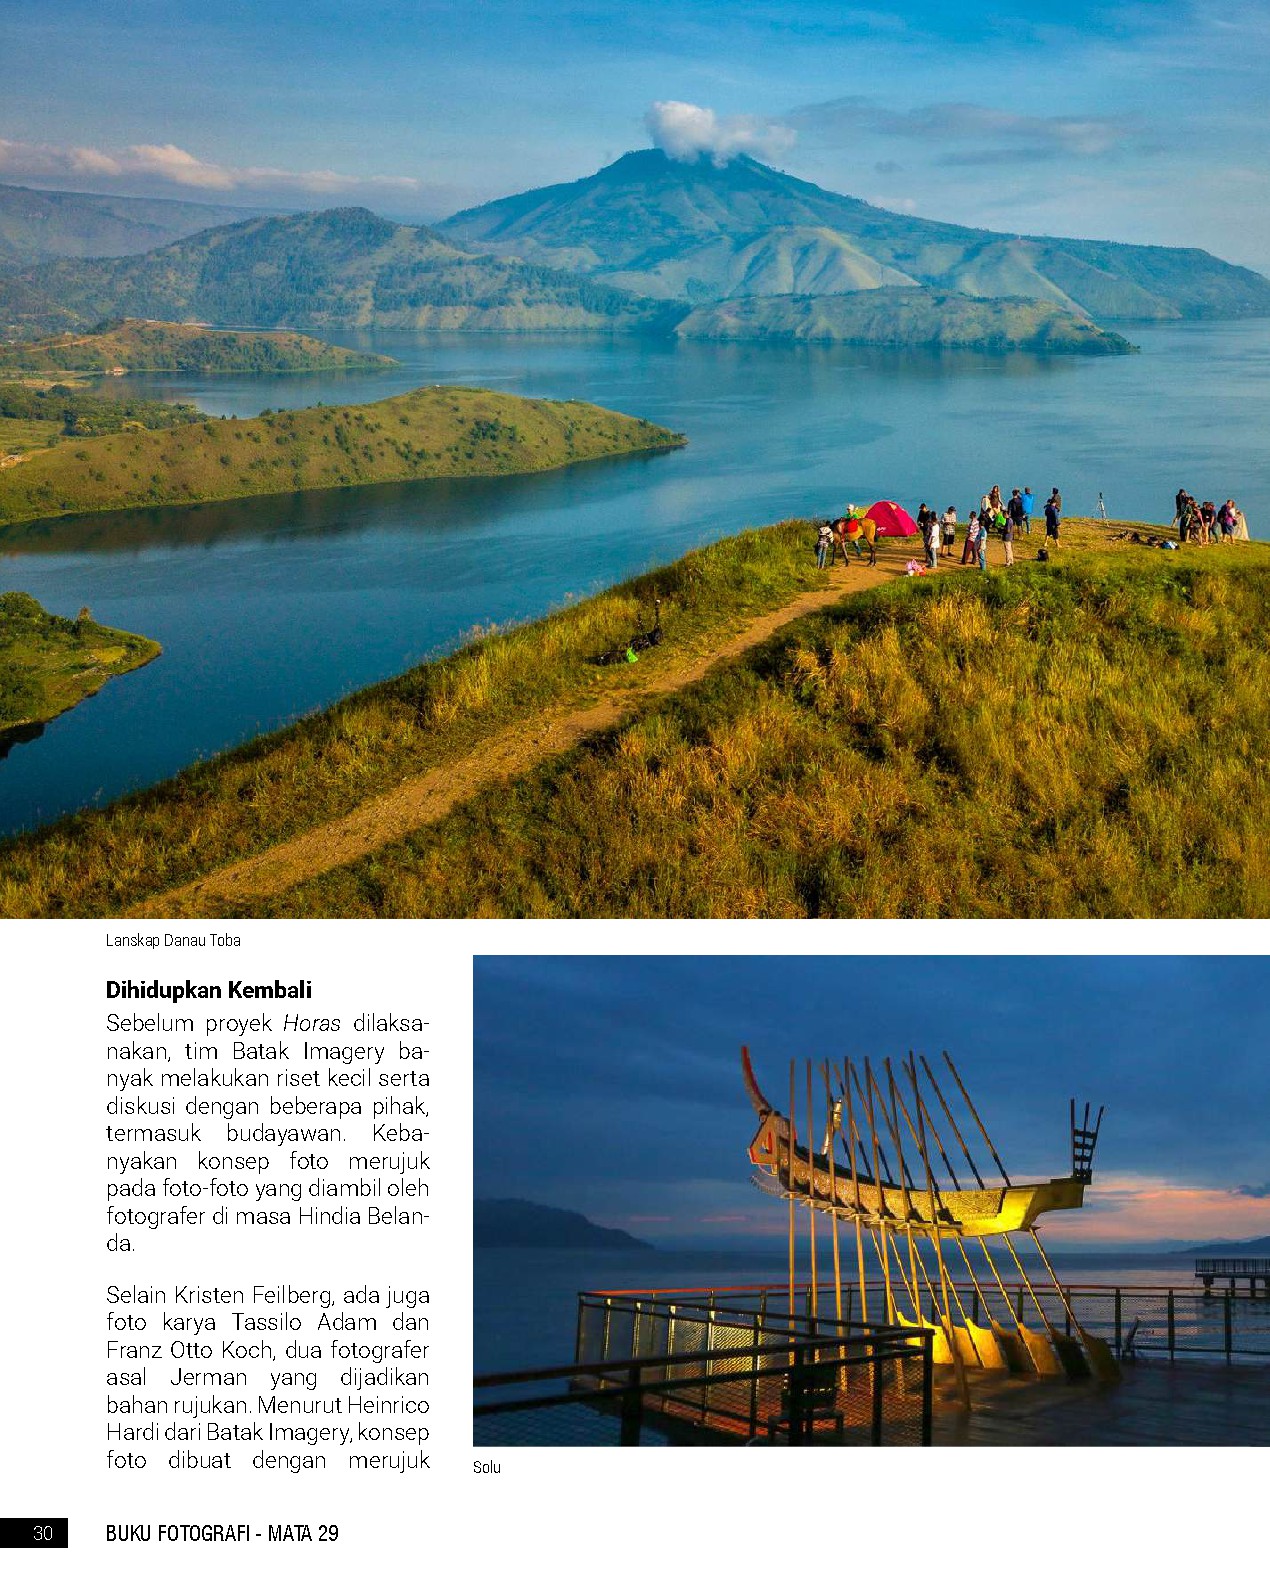 Lanskap Danau Toba
Dihidupkan Kembali
Sebelum proyek Horas dilaksa-
nakan, tim Batak Imagery ba-
nyak melakukan riset kecil serta
diskusi dengan beberapa pihak,
termasuk budayawan. Keba-
nyakan konsep foto merujuk
pada foto-foto yang diambil oleh
fotografer di masa Hindia Belan-
da.
Selain Kristen Feilberg, ada juga
foto karya Tassilo Adam dan
Franz Otto Koch, dua fotografer
asal Jerman yang dijadikan
bahan rujukan. Menurut Heinrico
Hardi dari Batak Imagery, konsep
foto dibuat dengan merujuk
Solu
30 BUKU FOTOGRAFI - MATA 29